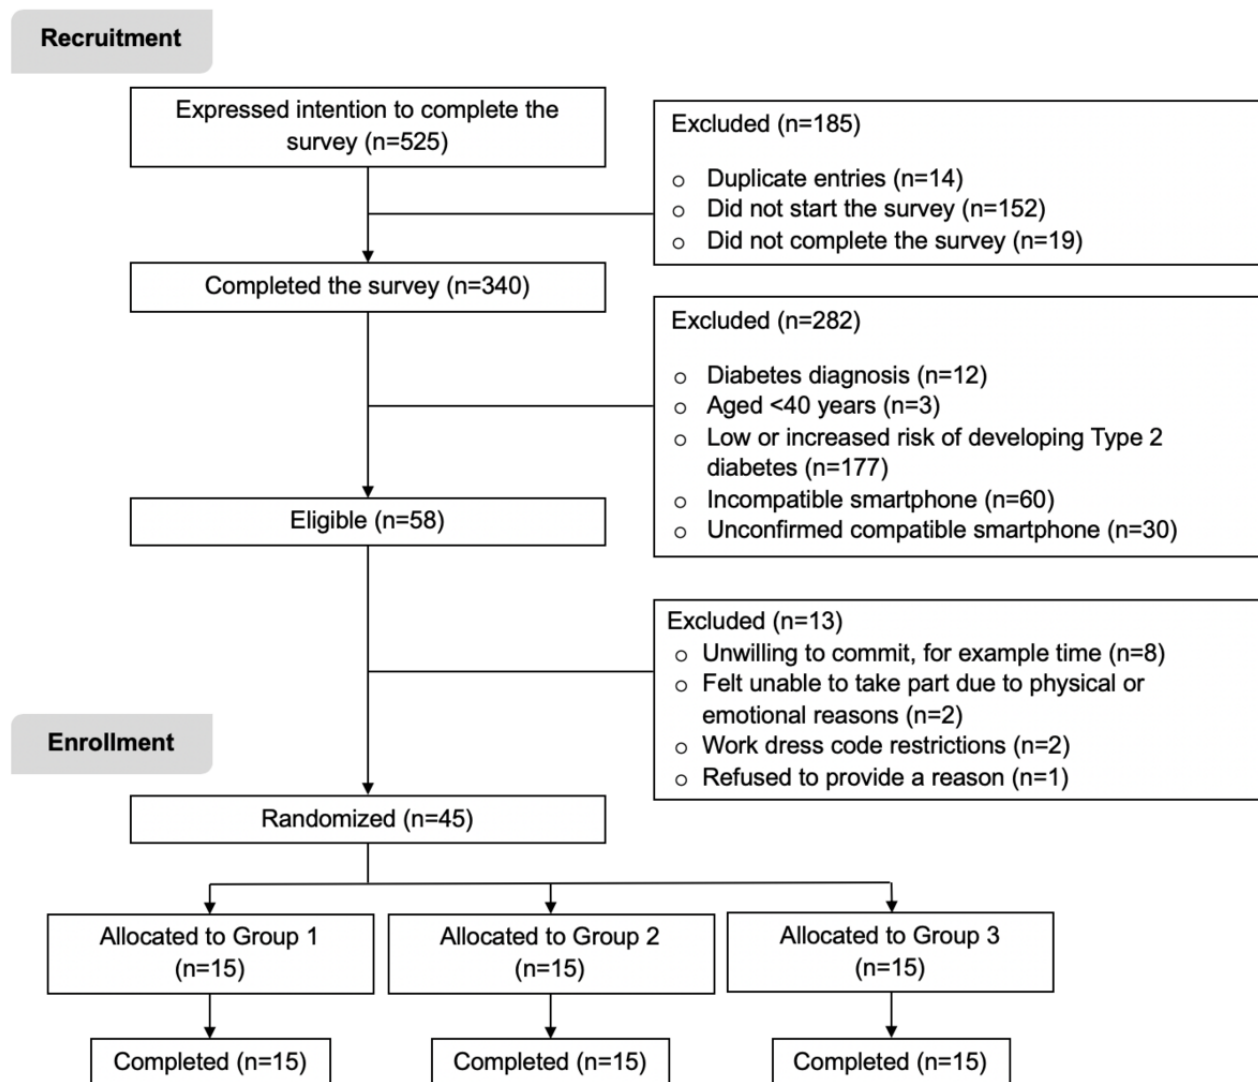 Recruitment
Expressed intention to complete the
survey (n=525)
Excluded (n=185)
o Duplicate entries (n=14)
o Did not start the survey (n=152)
o Did not complete the survey (n=19)
Completed the survey (n=340)
Excluded (n=282)
o Diabetes diagnosis (n=12)
o Aged <40 years (n=3)
o Low or increased risk of developing Type 2
diabetes (n=177)
o Incompatible smartphone (n=60)
o Unconfirmed compatible smartphone (n=30)
Eligible (n=58)
Excluded (n=13)
o Unwilling to commit, for example time (n=8)
o Felt unable to take part due to physical or
emotional reasons (n=2)
o Work dress code restrictions (n=2)
o Refused to provide a reason (n=1)
Enrollment
Randomized (n=45)
Allocated to Group 1
(n=15)
Allocated to Group 2
(n=15)
Allocated to Group 3
(n=15)
Completed (n=15)
Completed (n=15)
Completed (n=15)